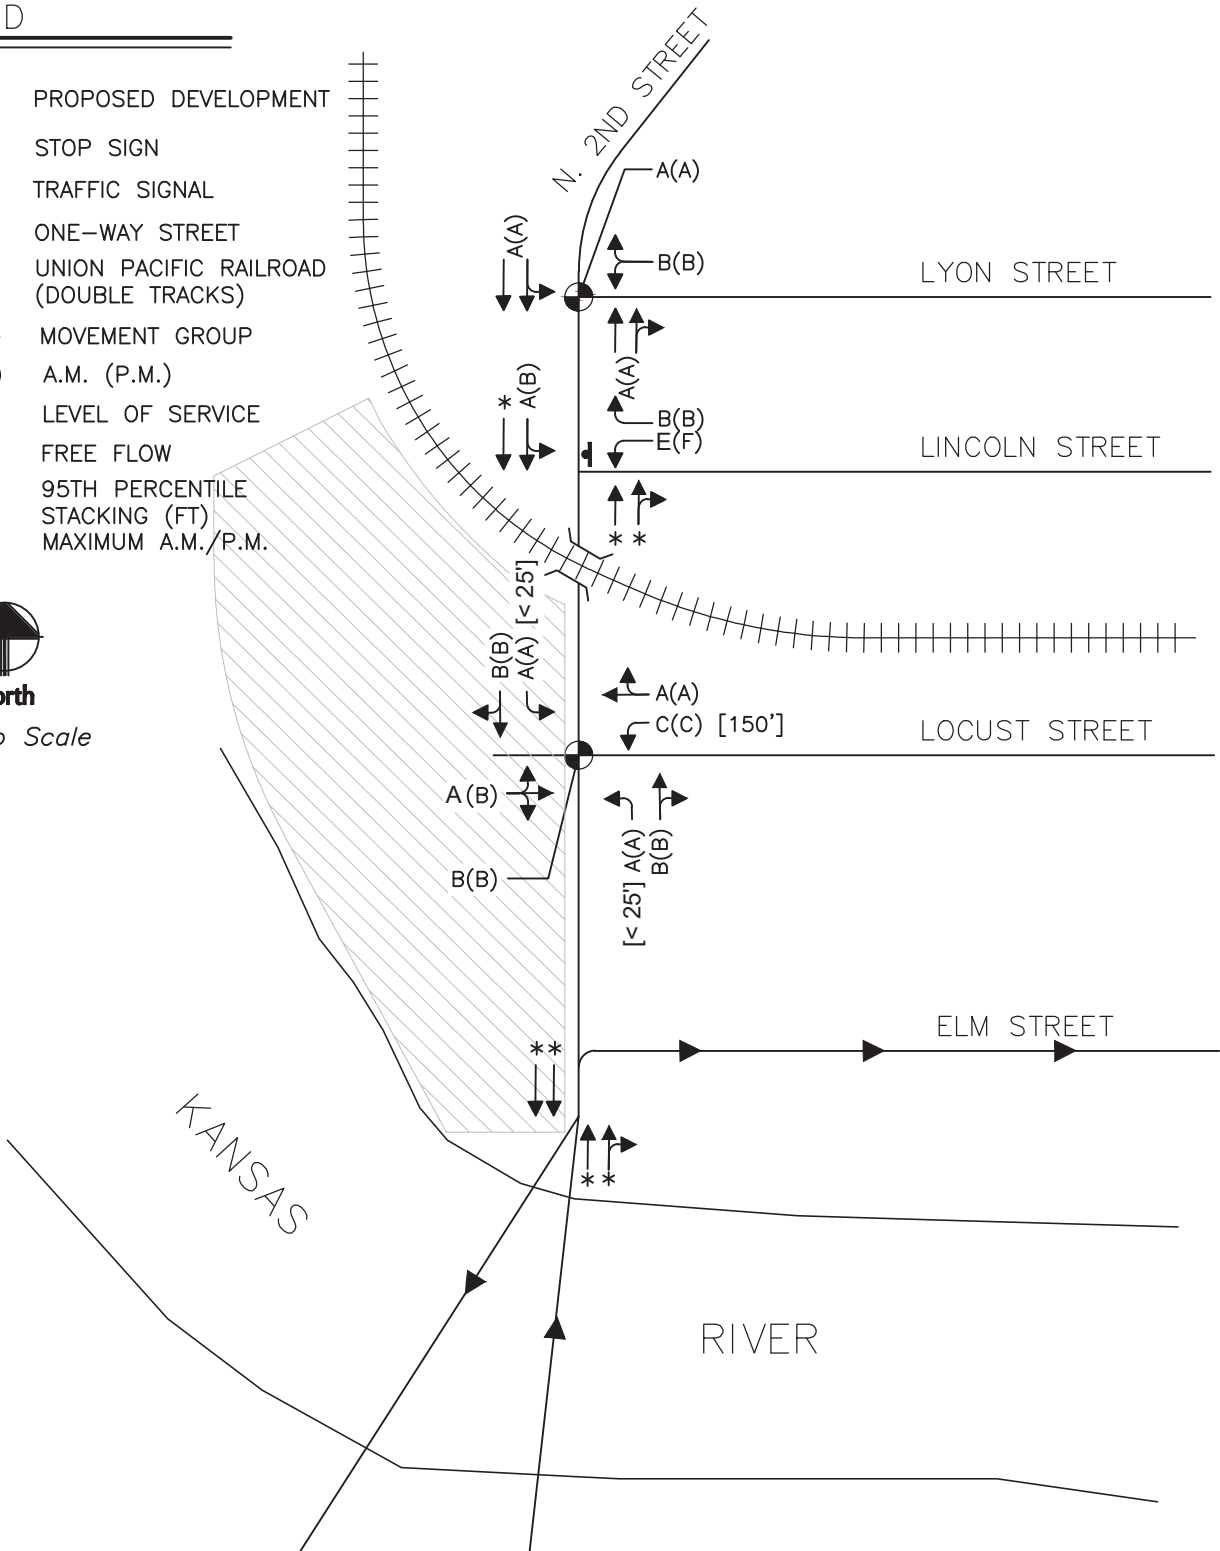 D
PROPOSED DEVELOPMENT
STOP SIGN
TRAFFIC SIGNAL
ONE-WAY STREET
UNION PACIFIC RAILROAD
(DOUBLE TRACKS)
MOVEMENT GROUP
) A.M. (P.M.)
LEVEL OF SERVICE
FREE FLOW
95TH PERCENTILE
STACKING (FT)
MAXIMUM A.M./P.M.
orth
o Scale
N. 2ND STREET
A(A)
A(A)
B(B)
LYON STREET
A(A)
* A(B)
B(B)
E(F)
LINCOLN STREET
* *
B(B)
A(A) [< 25']
A(A)
C(C) [150']
LOCUST STREET
A(B)
B(B)
[< 25'] A(A)
B(B)
ELM STREET
* *
* *
KANSAS
RIVER